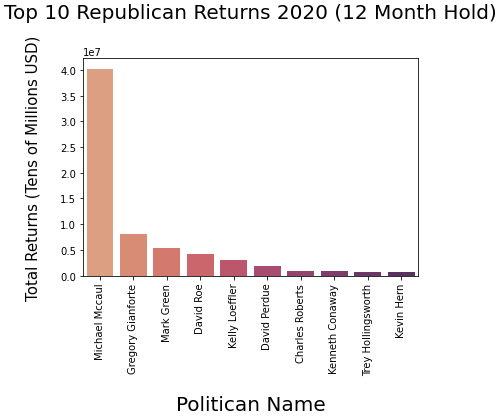 Top 10 Republican Returns 2020 (12 Month Hold)
1e7
Total Returns (Tens of Millions USD)
4.0
3.5
3.0
2.5
2.0
1.5
1.0
0.5
0.0
Michael Mccaul
Gregory Gianforte
Mark Green
David Roe
Kelly Loeffler
David Perdue
Charles Roberts
Kenneth Conaway
Trey Hollingsworth
Kevin Hern
Politican Name